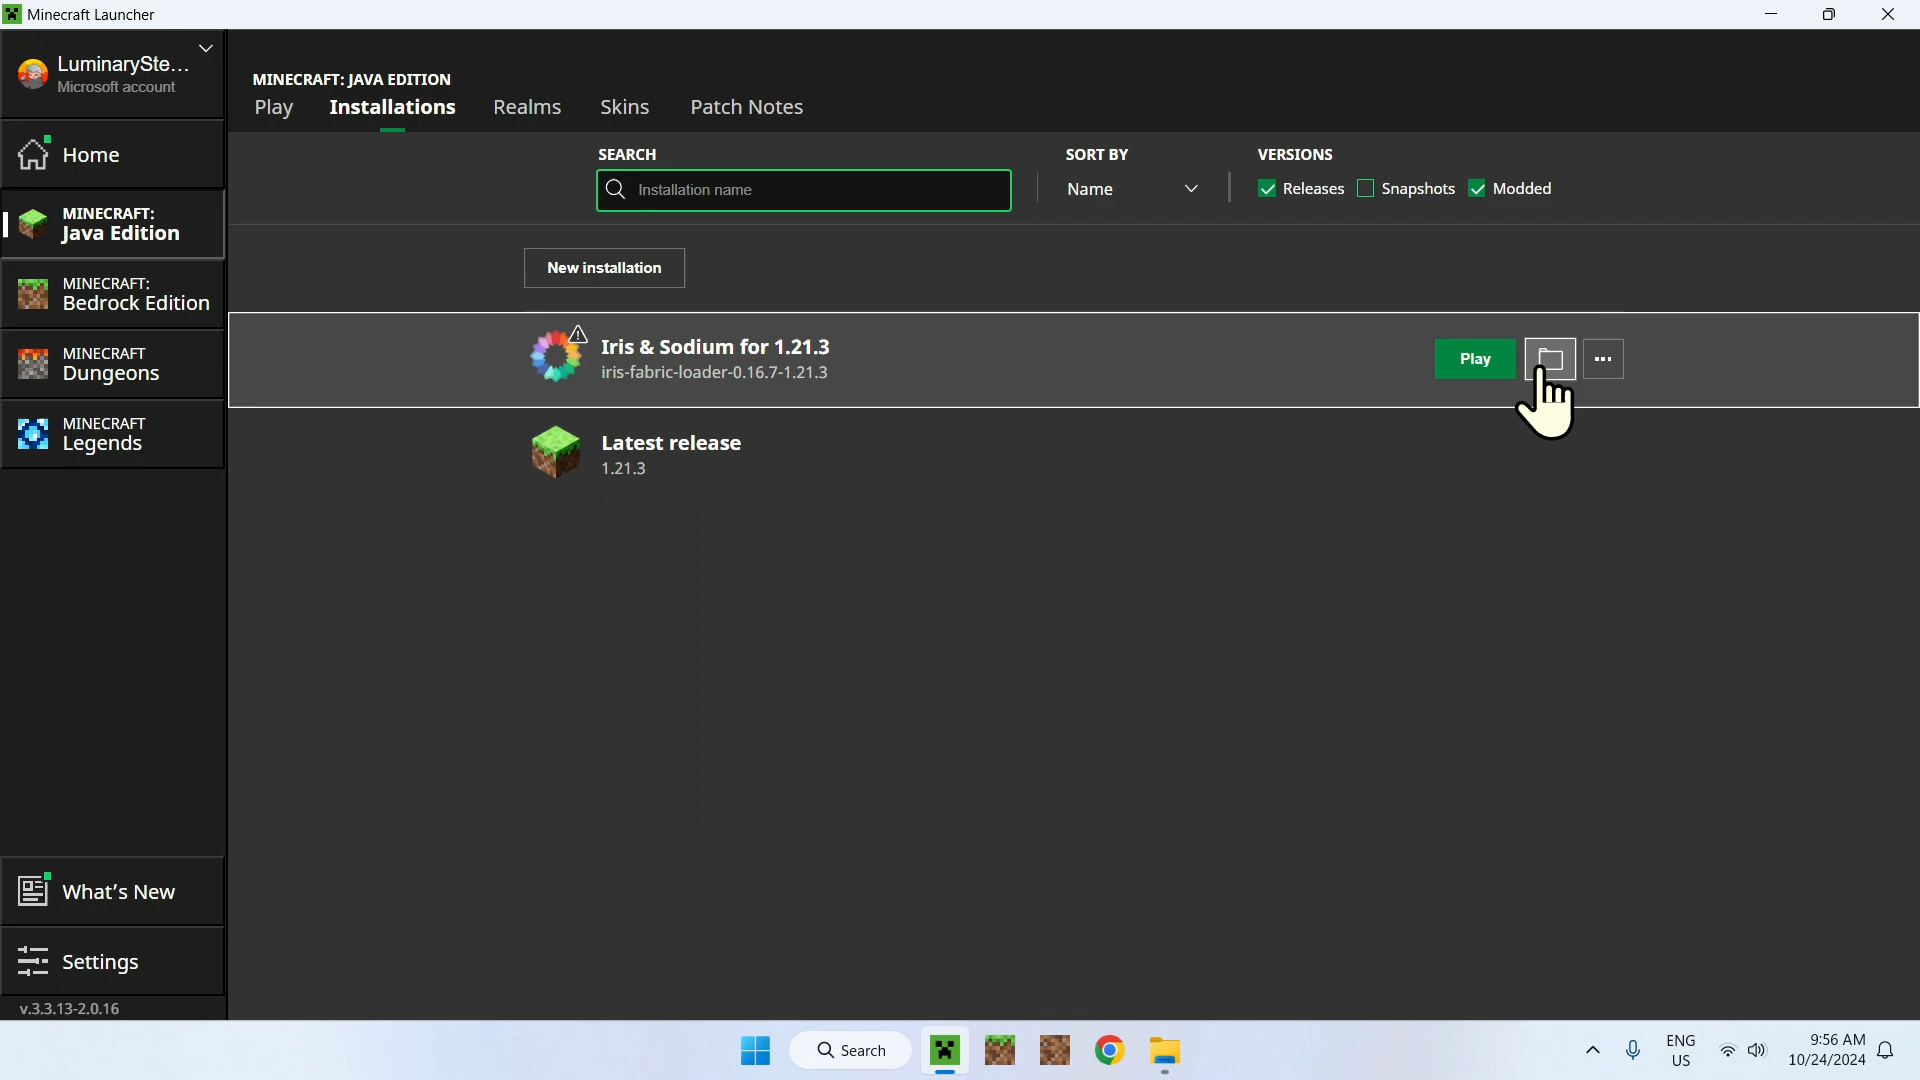 Minecraft Launcher
LuminarySte...
Microsoft account
Home
MINECRAFT:
Java Edition
MINECRAFT:
Bedrock Edition
MINECRAFT
Dungeons
MINECRAFT
Legends
What's New
Settings
v.3.3.13-2.0.16
MINECRAFT: JAVA EDITION
Play Installations Realms Skins Patch Notes
SEARCH SORT BY VERSIONS
Installation name Name Releases Snapshots Modded
New installation
Iris & Sodium for 1.21.3
iris-fabric-loader-0.16.7-1.21.3
Play
Latest release
1.21.3
Search
ENG
US
9:56 AM
10/24/2024